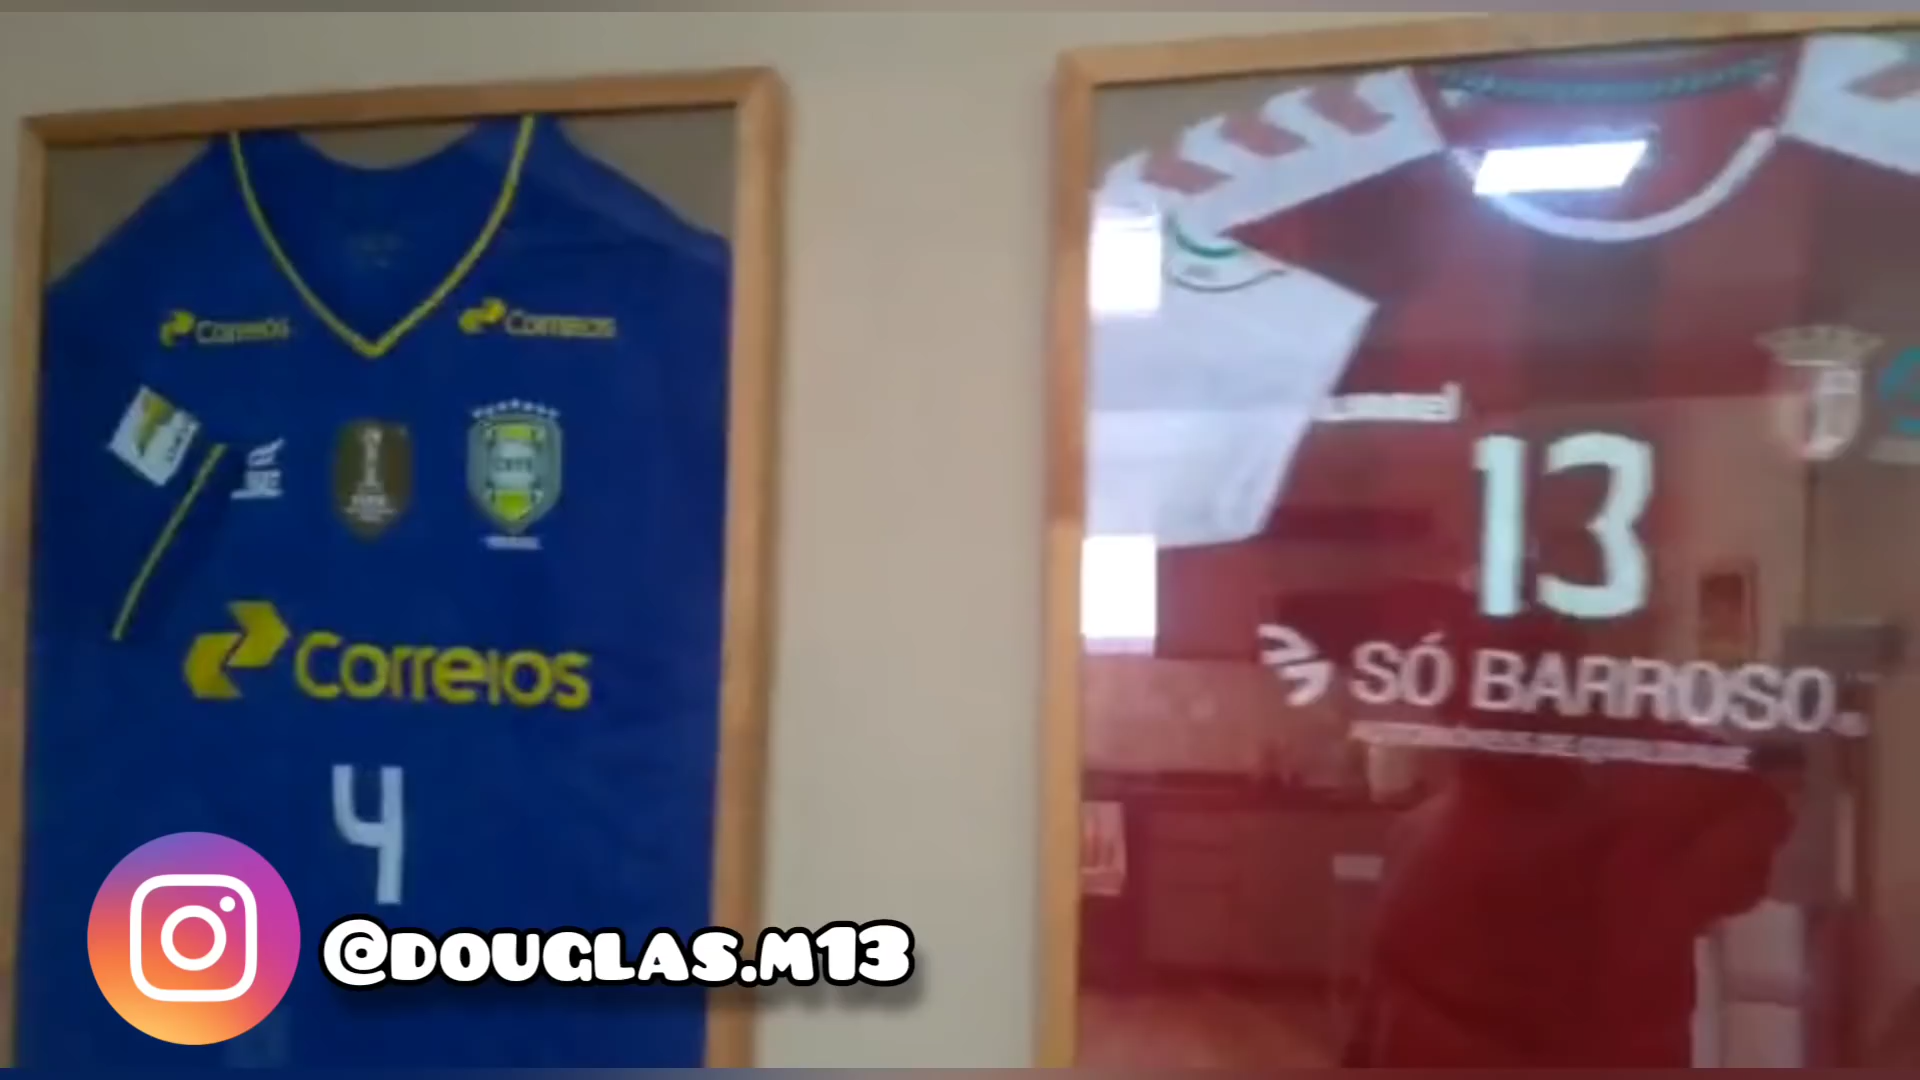 Correios
Correios
Correios
4
hummel
13
SÓ BARROSO.
@DOUGLAS.M13